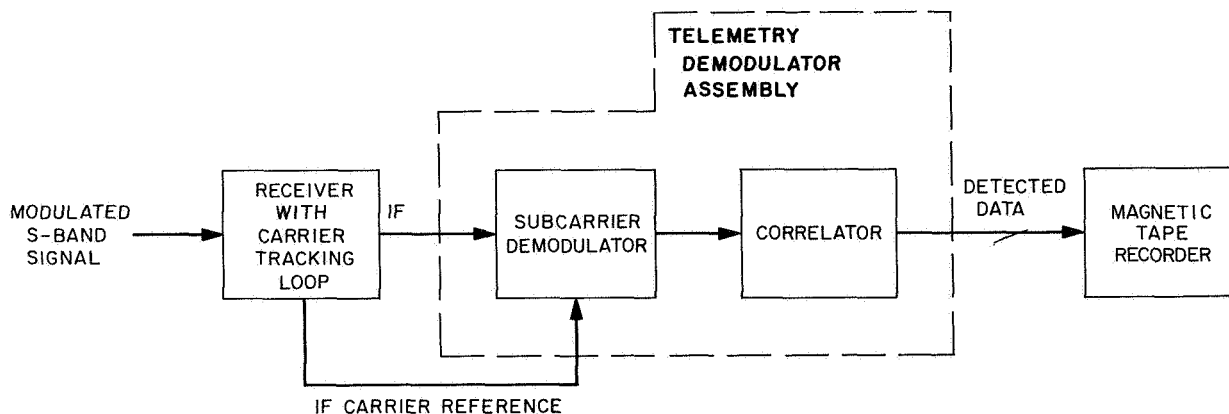 TELEMETRY
DEMODULATOR
ASSEMBLY
MODULATED
S-BAND
SIGNAL
RECEIVER
WITH
CARRIER
TRACKING
LOOP
IF
SUBCARRIER
DEMODULATOR
CORRELATOR
DETECTED
DATA
MAGNETIC
TAPE
RECORDER
IF CARRIER REFERENCE